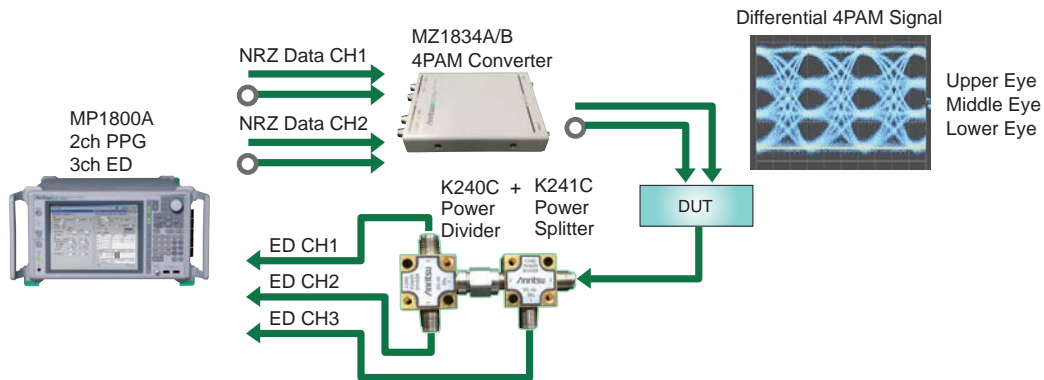 Differential 4PAM Signal
MZ1834A/B
4PAM Converter
NRZ Data CH1
NRZ Data CH2
Upper Eye
Middle Eye
Lower Eye
MP1800A
2ch PPG
3ch ED
K240C + K241C
Power Power
Divider Splitter
DUT
ED CH1
ED CH2
ED CH3
Anritsu
Anritsu